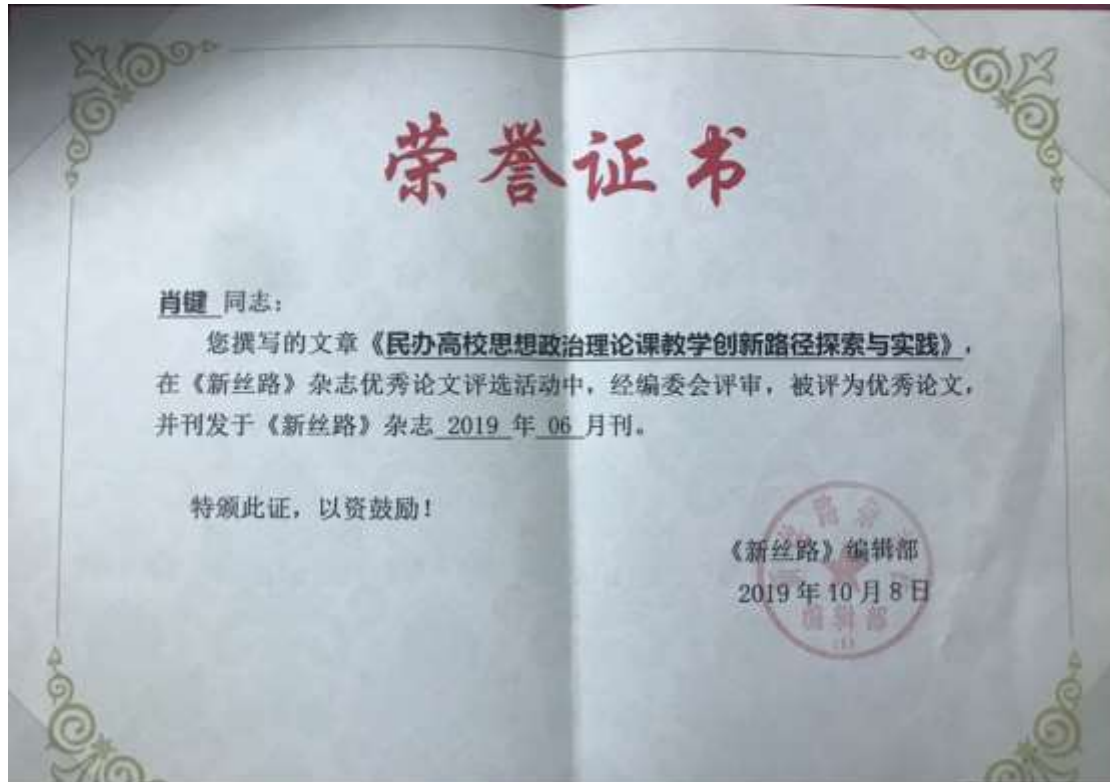 荣誉证书
肖键 同志:
您撰写的文章《民办高校思想政治理论课教学创新路径探索与实践》,
在《新丝路》杂志优秀论文评选活动中,经编委会评审,被评为优秀论文,
并刊发于《新丝路》杂志 2019 年 06 月刊。
特颁此证,以资鼓励!
《新丝路》编辑部
2019 年 10 月 8 日